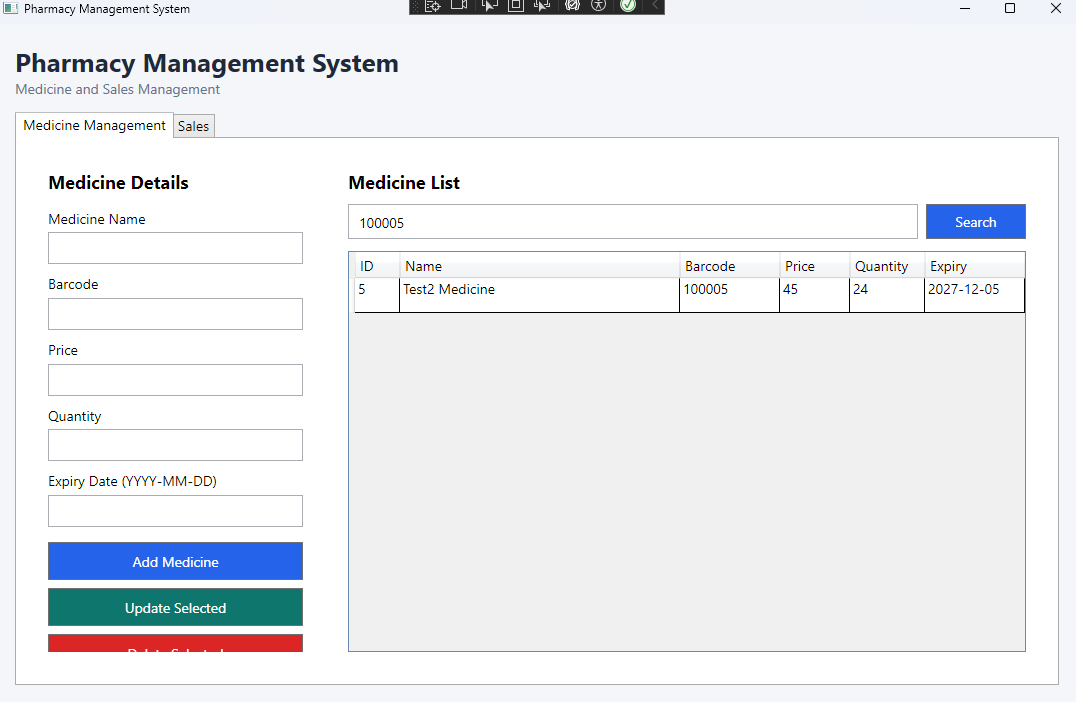 Pharmacy Management System
Pharmacy Management System
Medicine and Sales Management
Medicine Management
Sales
Medicine Details
Medicine Name
Barcode
Price
Quantity
Expiry Date (YYYY-MM-DD)
Add Medicine
Update Selected
Delete Selected
Medicine List
100005
Search
ID Name Barcode Price Quantity Expiry
5 Test2 Medicine 100005 45 24 2027-12-05